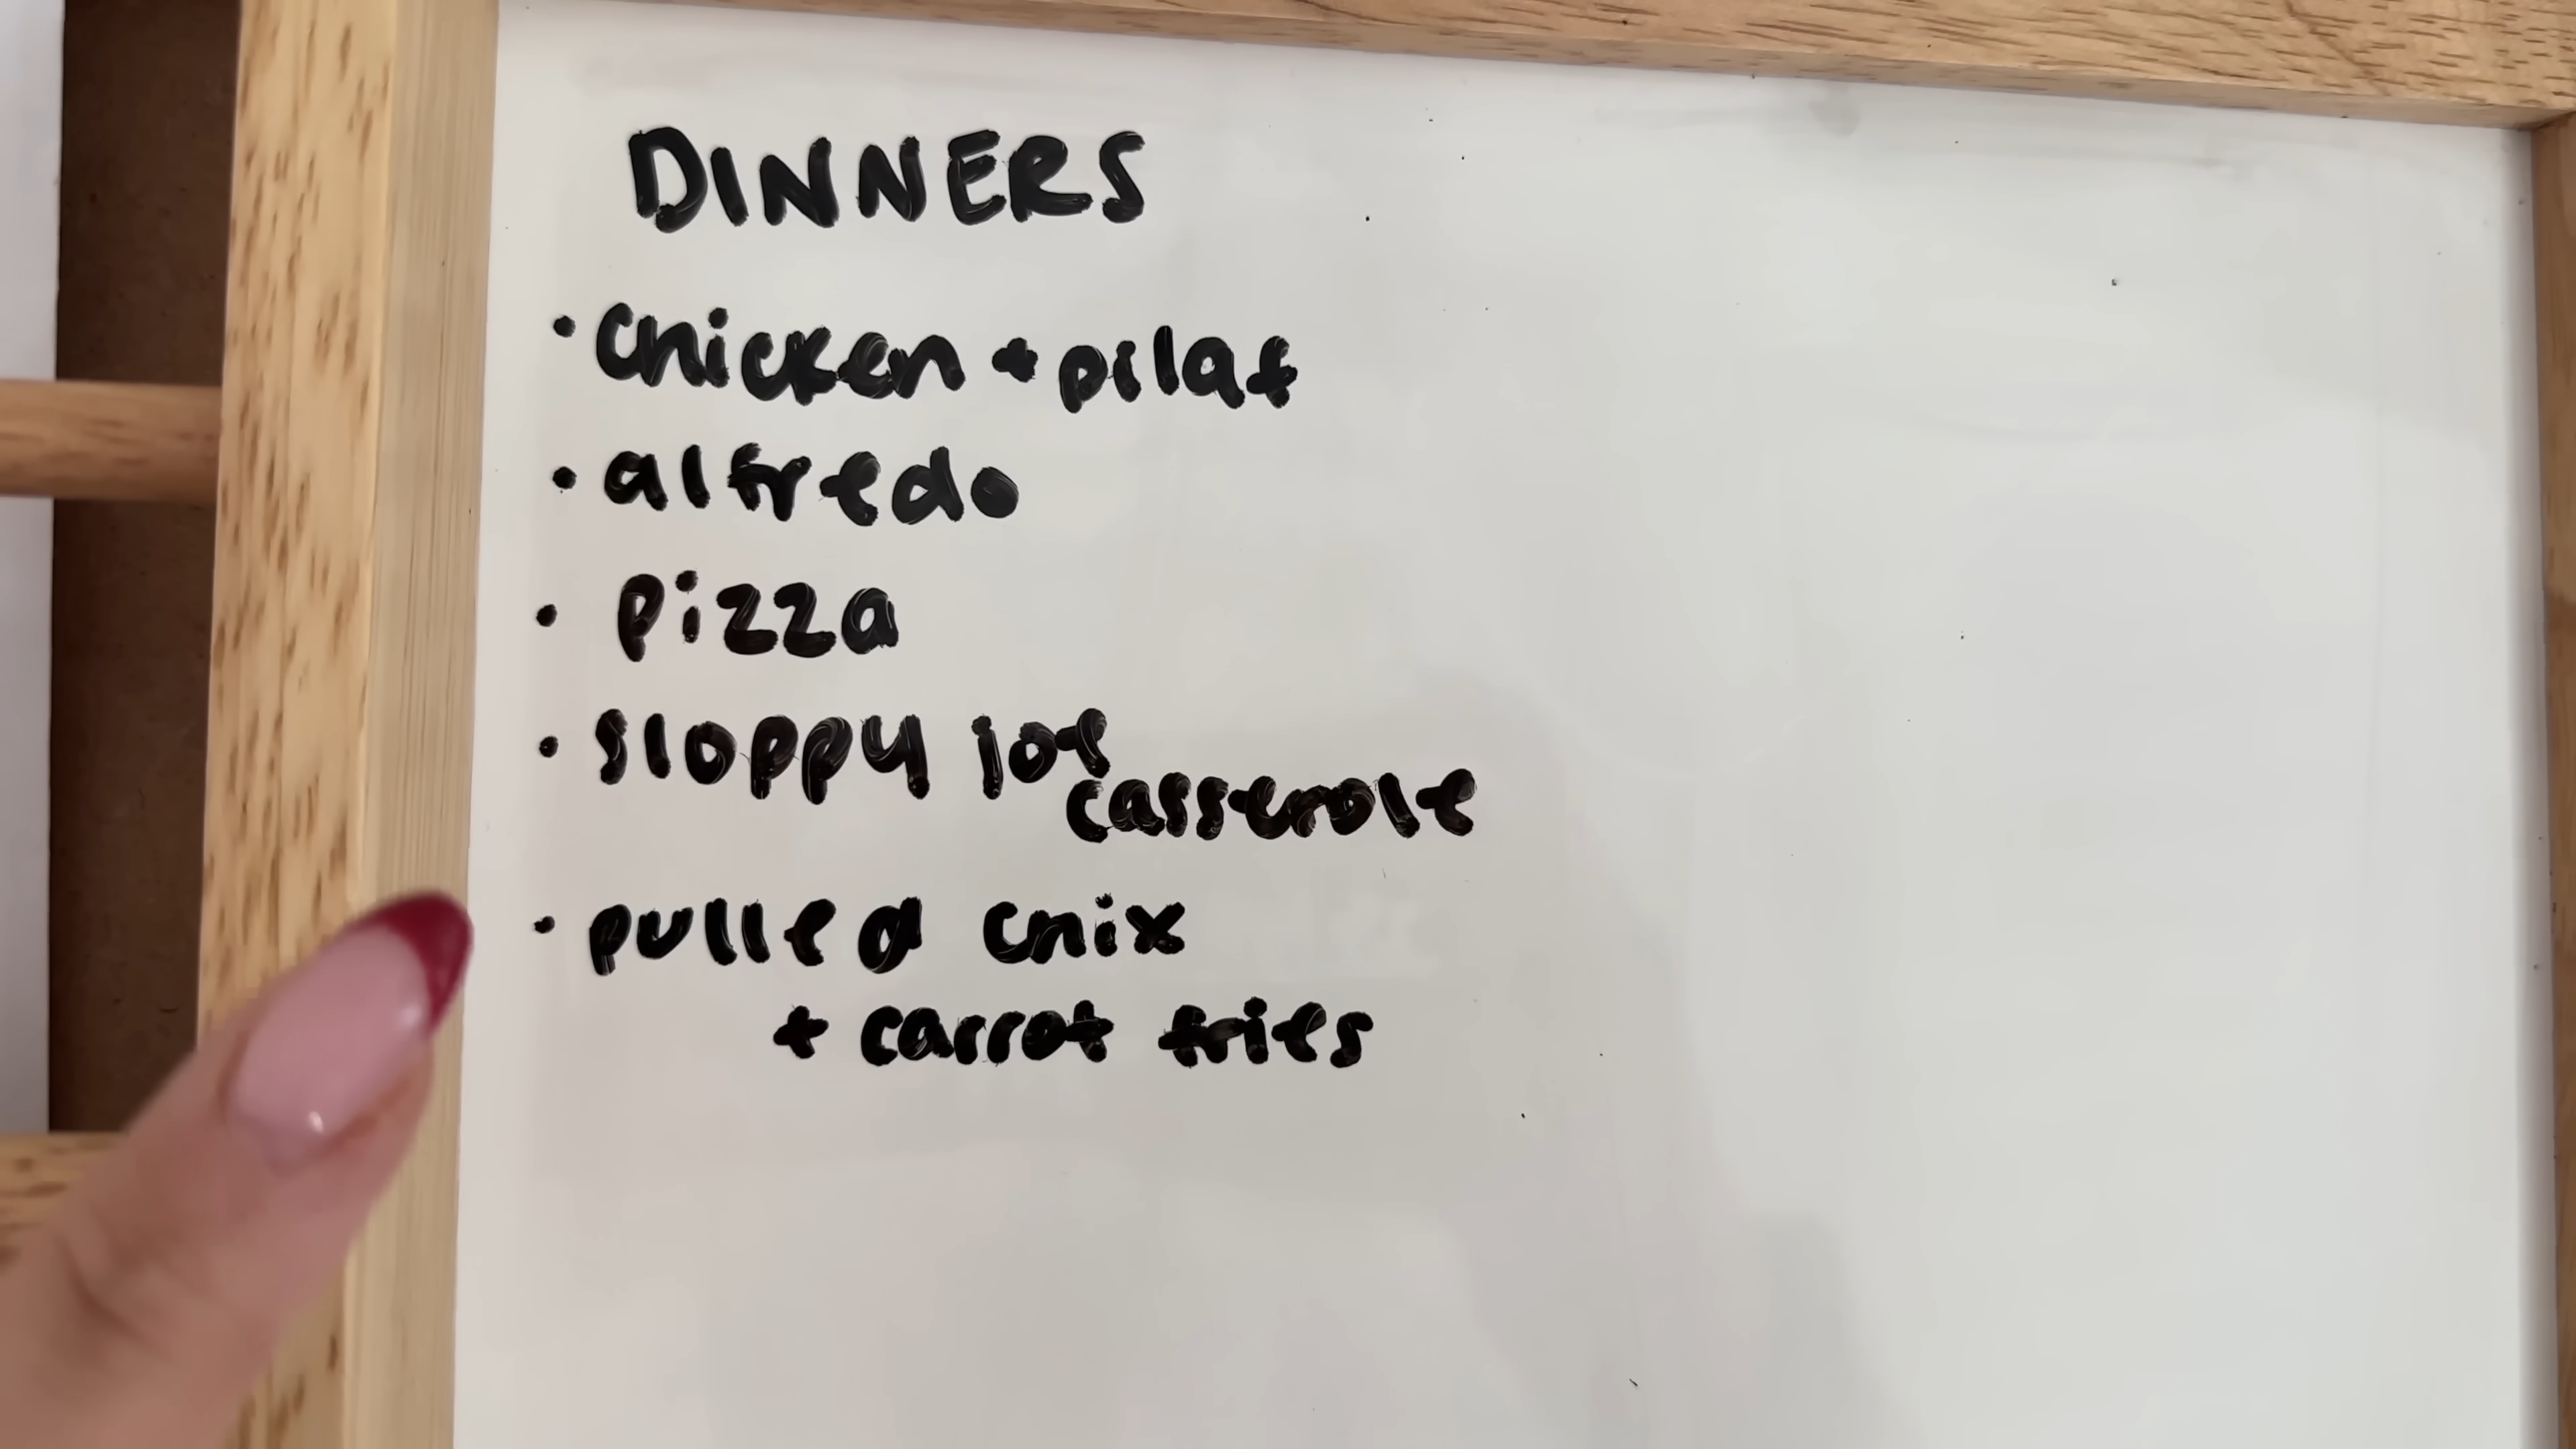 DINNERS
• chicken + pilaf
• alfredo
• pizza
• sloppy joe
casserole
• pulled chix
+ carrot fries